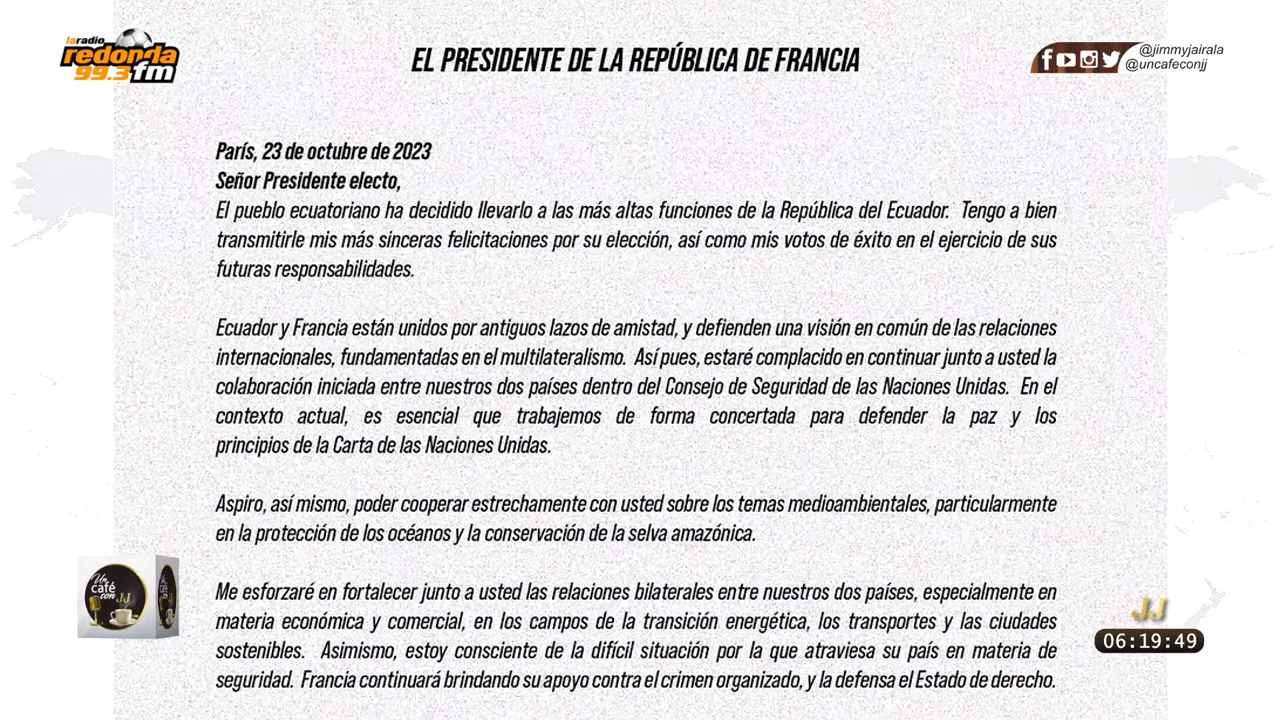 laradio
redonda
99.3 fm
EL PRESIDENTE DE LA REPÚBLICA DE FRANCIA
@jimmyjairala
@uncafeconjj
París, 23 de octubre de 2023
Señor Presidente electo,
El pueblo ecuatoriano ha decidido llevarlo a las más altas funciones de la República del Ecuador. Tengo a bien
transmitirle mis más sinceras felicitaciones por su elección, así como mis votos de éxito en el ejercicio de sus
futuras responsabilidades.
Ecuador y Francia están unidos por antiguos lazos de amistad, y defienden una visión en común de las relaciones
internacionales, fundamentadas en el multilateralismo. Así pues, estaré complacido en continuar junto a usted la
colaboración iniciada entre nuestros dos países dentro del Consejo de Seguridad de las Naciones Unidas. En el
contexto actual, es esencial que trabajemos de forma concertada para defender la paz y los
principios de la Carta de las Naciones Unidas.
Aspiro, así mismo, poder cooperar estrechamente con usted sobre los temas medioambientales, particularmente
en la protección de los océanos y la conservación de la selva amazónica.
Me esforzaré en fortalecer junto a usted las relaciones bilaterales entre nuestros dos países, especialmente en
materia económica y comercial, en los campos de la transición energética, los transportes y las ciudades
sostenibles. Asimismo, estoy consciente de la difícil situación por la que atraviesa su país en materia de
seguridad. Francia continuará brindando su apoyo contra el crimen organizado, y la defensa el Estado de derecho.
Un
café
con JJ
JJ
06:19:49